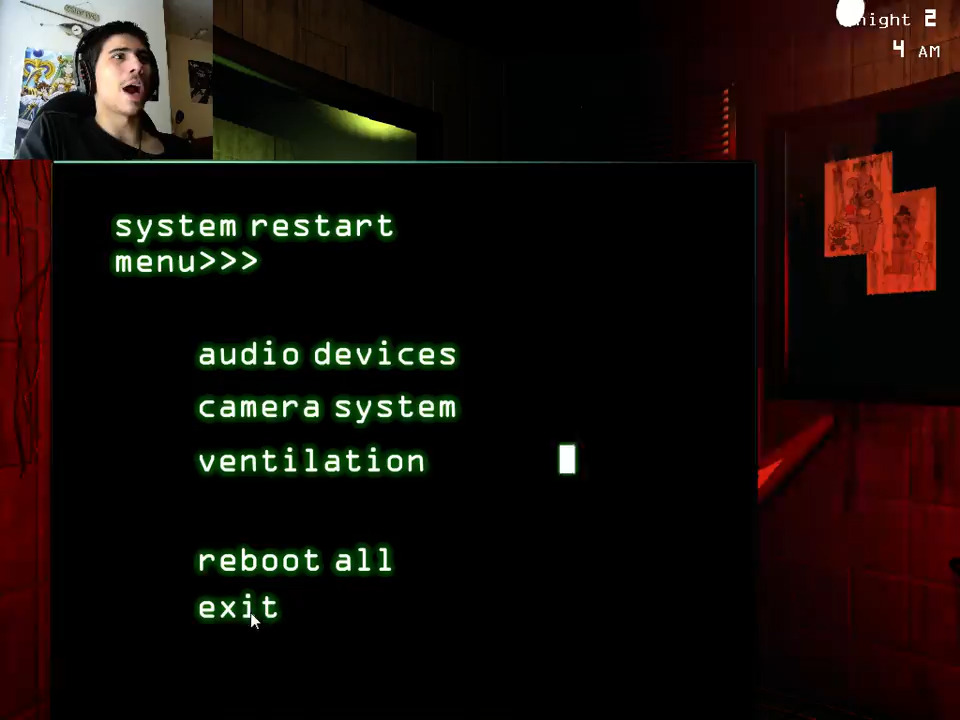 night 2
4 AM
system restart
menu>>>
audio devices
camera system
ventilation
reboot all
exit